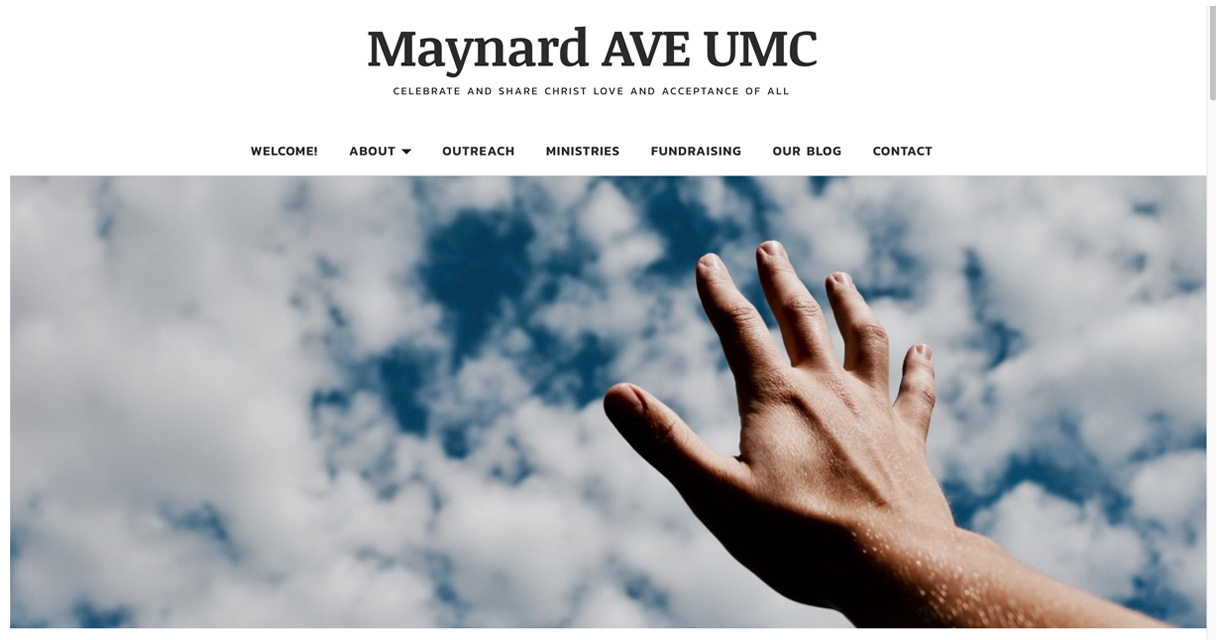 Maynard AVE UMC
CELEBRATE AND SHARE CHRIST LOVE AND ACCEPTANCE OF ALL
WELCOME! ABOUT OUTREACH MINISTRIES FUNDRAISING OUR BLOG CONTACT